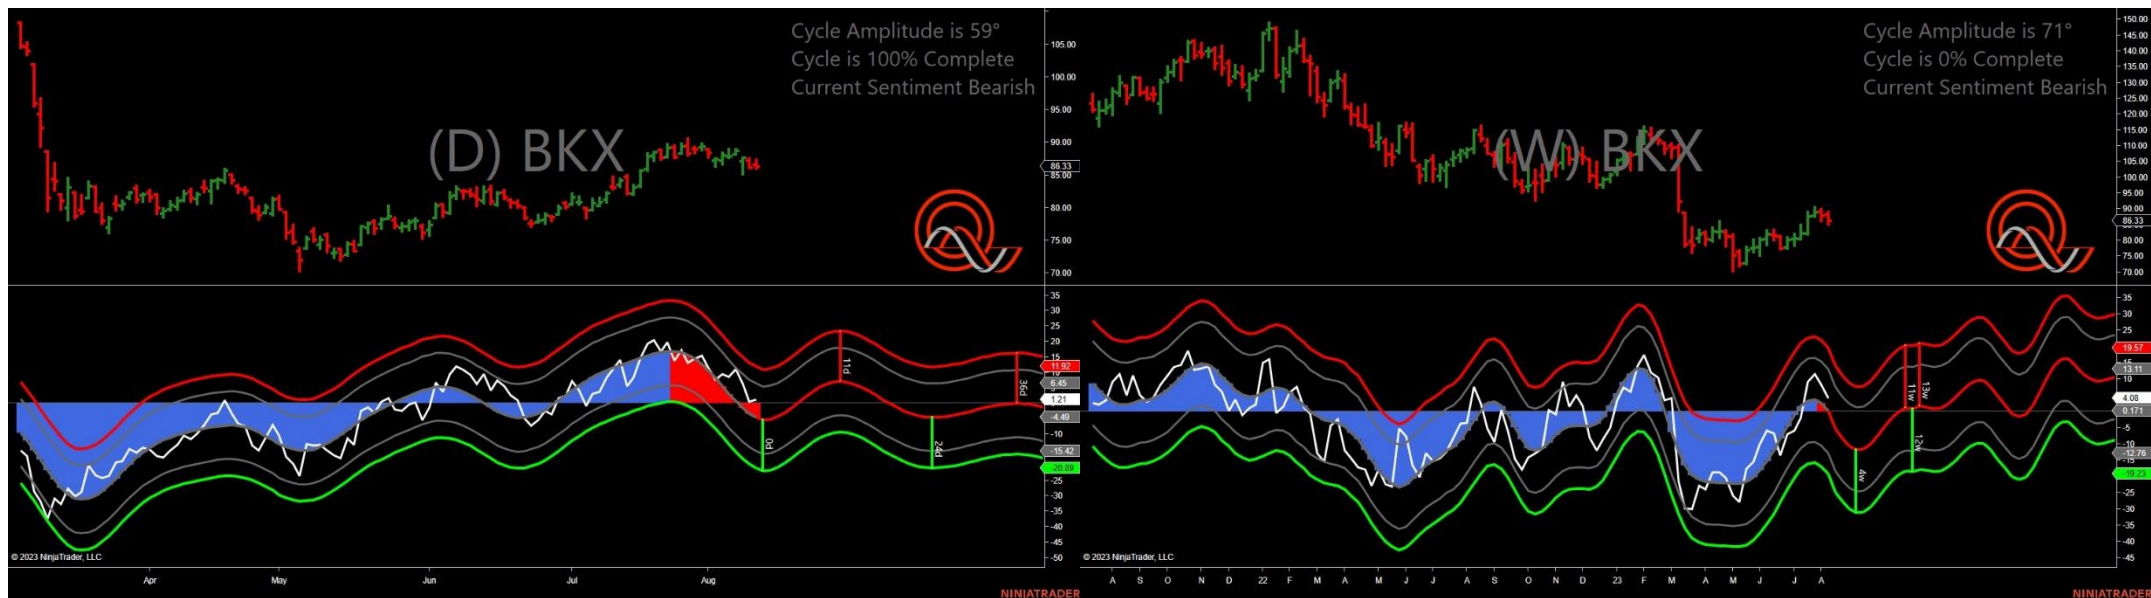 Cycle Amplitude is 59°
Cycle is 100% Complete
Current Sentiment Bearish
(D) BKX
105.00
100.00
95.00
90.00
86.33
85.00
80.00
75.00
70.00
35
30
25
20
15
11.92
6.45
1.21
-4.49
-10
-15.42
-20.89
-25
-30
-35
-40
-45
-50
11d
36d
0d
24d
© 2023 NinjaTrader, LLC
Apr May Jun Jul Aug
NINJATRADER
Cycle Amplitude is 71°
Cycle is 0% Complete
Current Sentiment Bearish
(W) BKX
150.00
145.00
140.00
135.00
130.00
125.00
120.00
115.00
110.00
105.00
100.00
95.00
90.00
86.33
80.00
75.00
70.00
35
30
25
19.57
13.11
4.08
0.171
-5
-12.76
-19.23
-25
-30
-35
-40
-45
11w
13w
4w
12w
© 2023 NinjaTrader, LLC
A S O N D 22 F M A M J J A S O N D 23 F M A M J J A
NINJATRADER